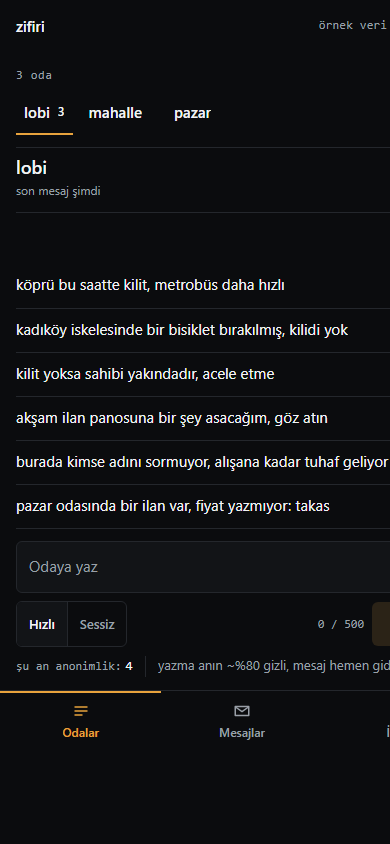 zifiri
örnek veri
3 oda
lobi 3 mahalle pazar
lobi
son mesaj şimdi
köprü bu saatte kilit, metrobüs daha hızlı
kadıköy iskelesinde bir bisiklet bırakılmış, kilidi yok
kilit yoksa sahibi yakındadır, acele etme
akşam ilan panosuna bir şey asacağım, göz atın
burada kimse adını sormuyor, alışana kadar tuhaf geliyor
pazar odasında bir ilan var, fiyat yazmıyor: takas
Odaya yaz
Hızlı Sessiz 0 / 500
şu an anonimlik: 4 yazma anın ~%80 gizli, mesaj hemen gid
Odalar Mesajlar